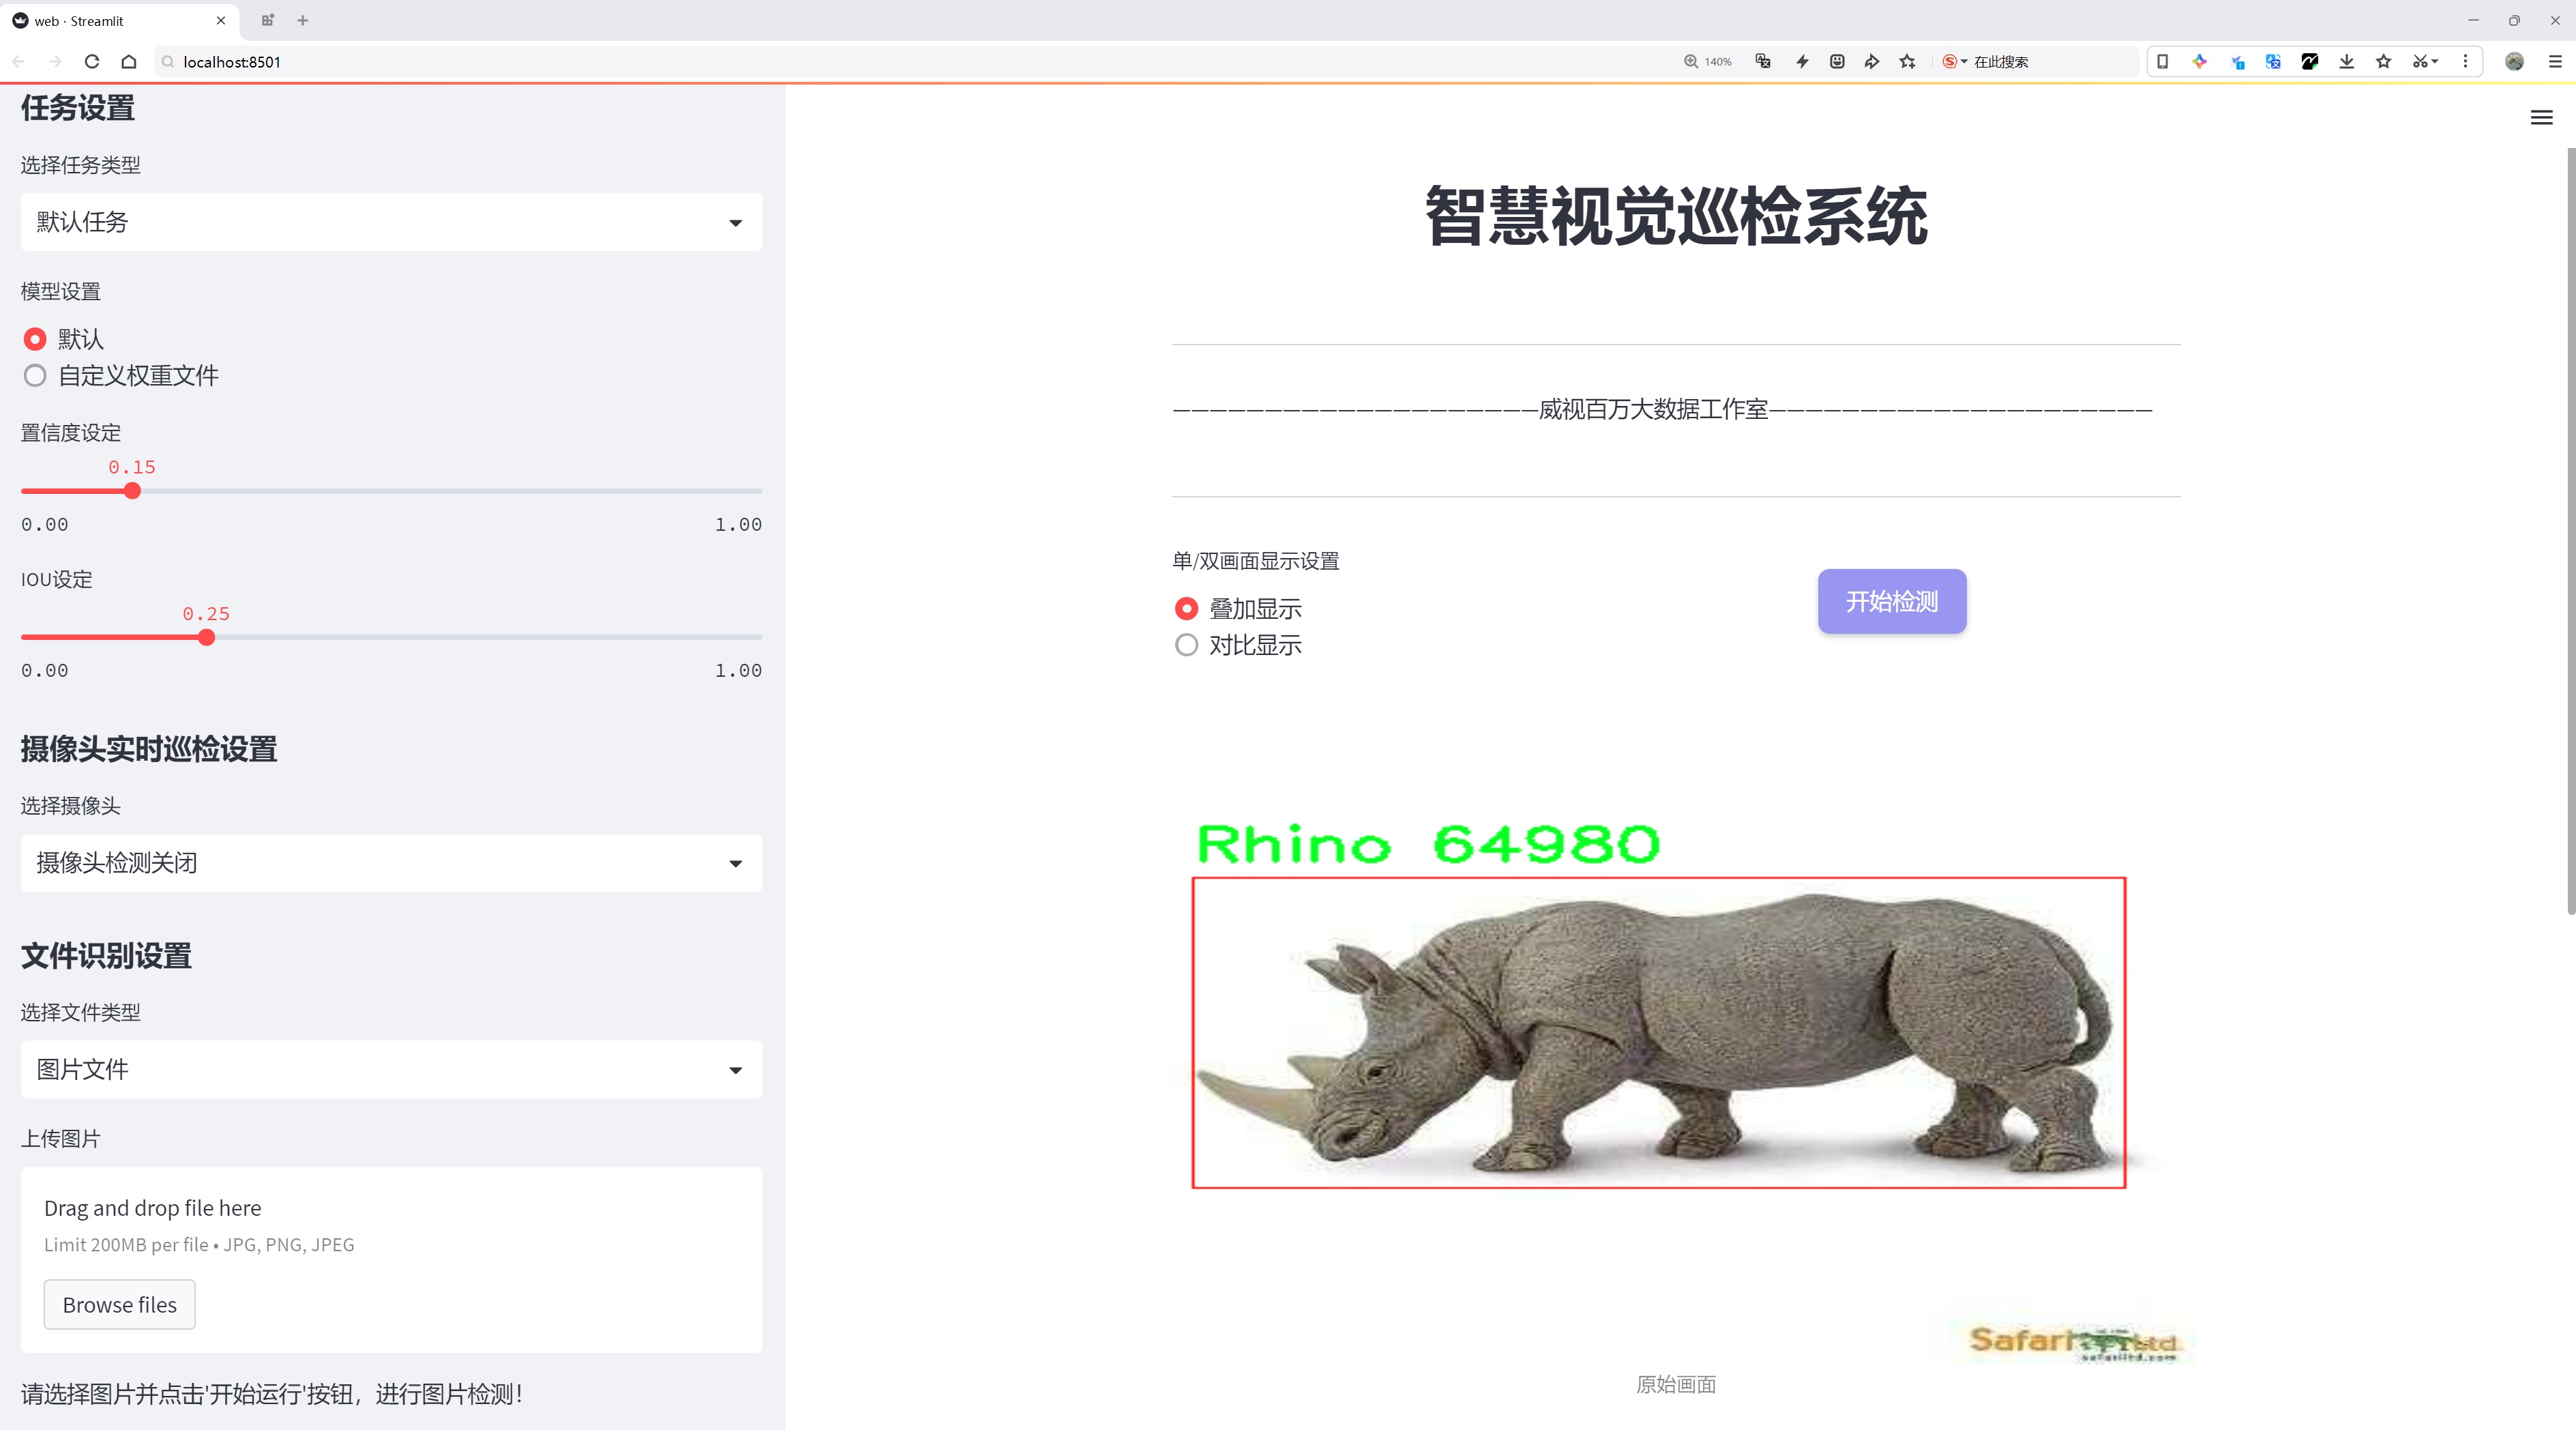 web · Streamlit
localhost:8501
140%
在此搜索
任务设置
选择任务类型
默认任务
模型设置
默认
自定义权重文件
置信度设定
0.15
0.00 1.00
IOU设定
0.25
0.00 1.00
摄像头实时巡检设置
选择摄像头
摄像头检测关闭
文件识别设置
选择文件类型
图片文件
上传图片
Drag and drop file here
Limit 200MB per file • JPG, PNG, JPEG
Browse files
请选择图片并点击'开始运行'按钮，进行图片检测！
智慧视觉巡检系统
————————————————————威视百万大数据工作室—————————————————————
单/双画面显示设置
叠加显示
对比显示
开始检测
Rhino 64980
Safari Ltd.
safariltd.com
原始画面